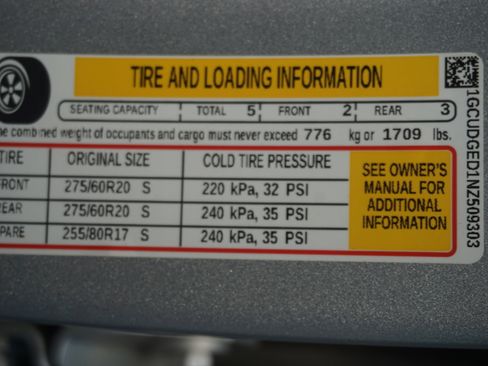 TIRE AND LOADING INFORMATION
SEATING CAPACITY TOTAL 5 FRONT 2 REAR 3
combined weight of occupants and cargo must never exceed 776 kg or 1709 lbs.
TIRE ORIGINAL SIZE COLD TIRE PRESSURE
FRONT 275/60R20 S 220 kPa, 32 PSI
REAR 275/60R20 S 240 kPa, 35 PSI
SPARE 255/80R17 S 240 kPa, 35 PSI
SEE OWNER'S
MANUAL FOR
ADDITIONAL
INFORMATION
1GCUDGED1NZ509303